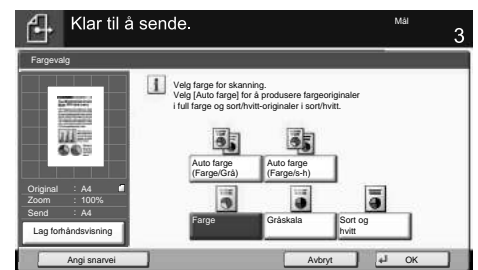 Klar til å sende.
Mål
3
Fargevalg
Velg farge for skanning.
Velg [Auto farge] for å produsere fargeoriginaler
i full farge og sort/hvitt-originaler i sort/hvitt.
Auto farge
(Farge/Grå)
Auto farge
(Farge/s-h)
Original : A4
Zoom : 100%
Send : A4
Farge
Gråskala
Sort og
hvitt
Lag forhåndsvisning
Angi snarvei
Avbryt
OK